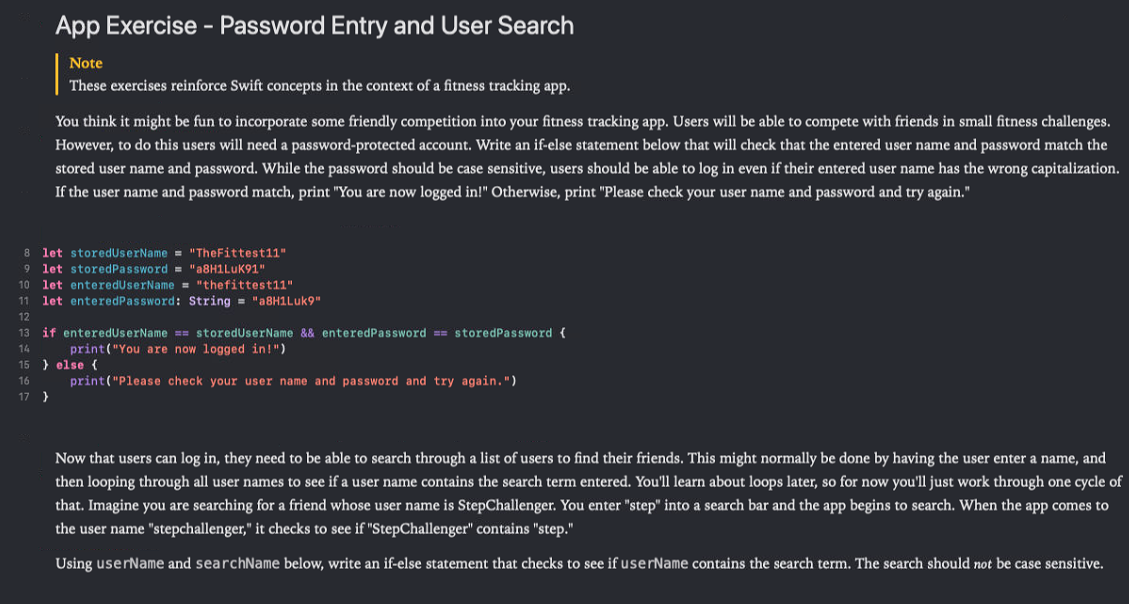 App Exercise - Password Entry and User Search
Note
These exercises reinforce Swift concepts in the context of a fitness tracking app.
You think it might be fun to incorporate some friendly competition into your fitness tracking app. Users will be able to compete with friends in small fitness challenges.
However, to do this users will need a password-protected account. Write an if-else statement below that will check that the entered user name and password match the
stored user name and password. While the password should be case sensitive, users should be able to log in even if their entered user name has the wrong capitalization.
If the user name and password match, print "You are now logged in!" Otherwise, print "Please check your user name and password and try again."
8 let storedUserName = "TheFittest11"
9 let storedPassword = "a8H1LuK91"
10 let enteredUserName = "thefittest11"
11 let enteredPassword: String = "a8H1Luk9"
12
13 if enteredUserName == storedUserName && enteredPassword == storedPassword {
14 print("You are now logged in!")
15 } else {
16 print("Please check your user name and password and try again.")
17 }
Now that users can log in, they need to be able to search through a list of users to find their friends. This might normally be done by having the user enter a name, and
then looping through all user names to see if a user name contains the search term entered. You'll learn about loops later, so for now you'll just work through one cycle of
that. Imagine you are searching for a friend whose user name is StepChallenger. You enter "step" into a search bar and the app begins to search. When the app comes to
the user name "stepchallenger," it checks to see if "StepChallenger" contains "step."
Using userName and searchName below, write an if-else statement that checks to see if userName contains the search term. The search should not be case sensitive.